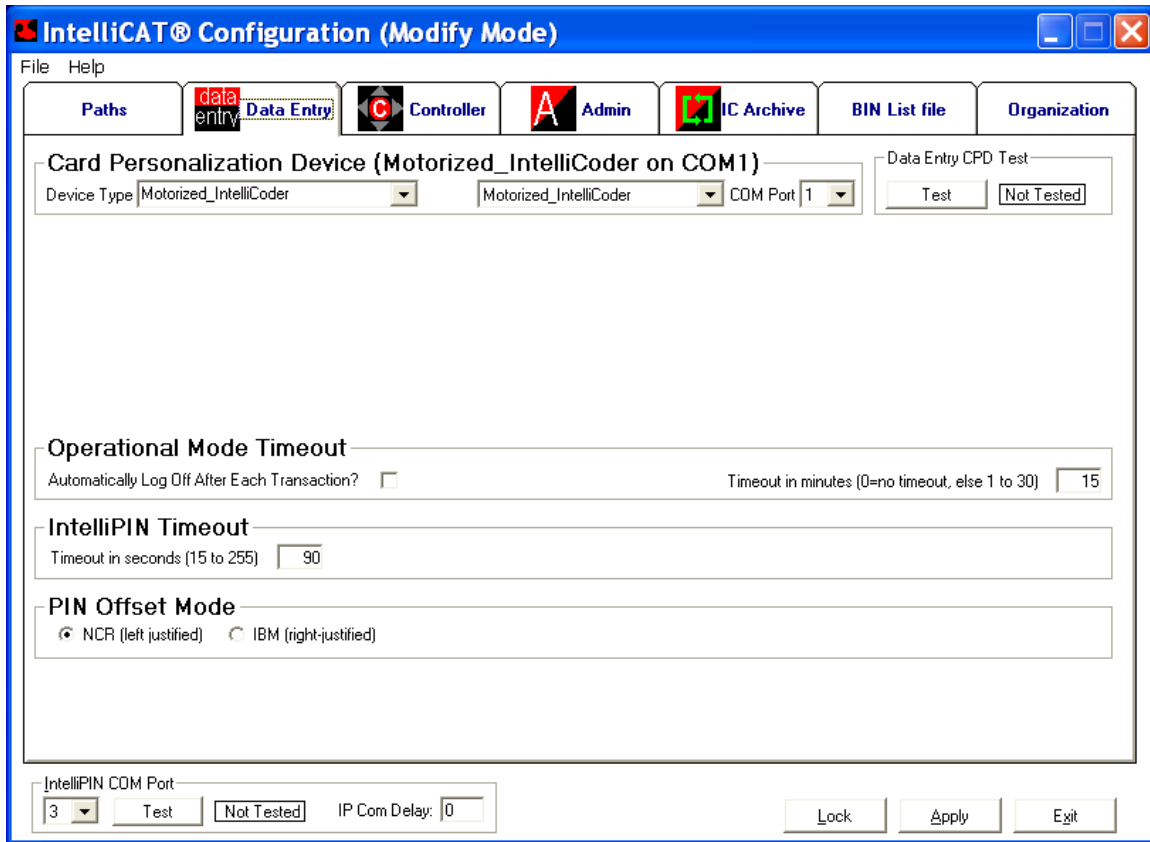 IntelliCAT® Configuration (Modify Mode)
File Help
Paths
data entry Data Entry
C Controller
A Admin
IC Archive
BIN List file
Organization
Card Personalization Device (Motorized_IntelliCoder on COM1)
Data Entry CPD Test
Device Type Motorized_IntelliCoder Motorized_IntelliCoder COM Port 1
Test Not Tested
Operational Mode Timeout
Automatically Log Off After Each Transaction? Timeout in minutes (0=no timeout, else 1 to 30) 15
IntelliPIN Timeout
Timeout in seconds (15 to 255) 90
PIN Offset Mode
NCR (left justified) IBM (right-justified)
IntelliPIN COM Port
3 Test Not Tested IP Com Delay: 0
Lock Apply Exit